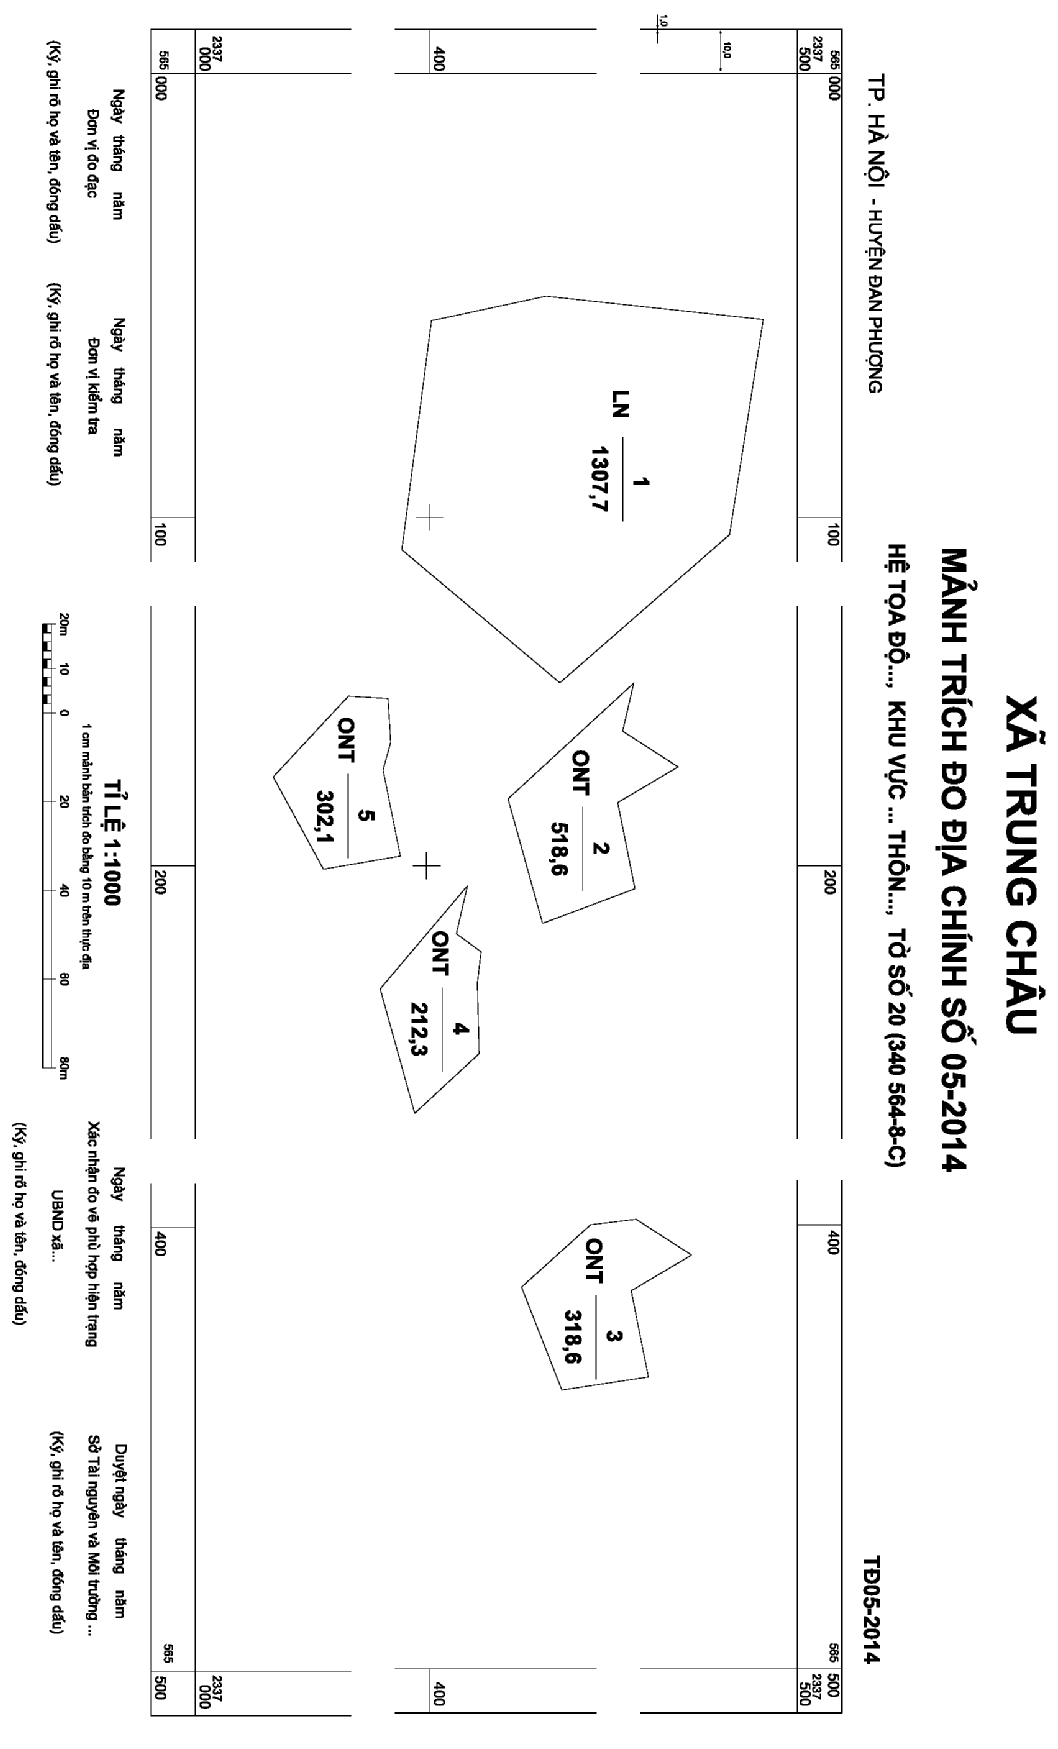 XÃ TRUNG CHÂU
MẢNH TRÍCH ĐO ĐỊA CHÍNH SỐ 05-2014
HỆ TỌA ĐỘ..., KHU VỰC ... THÔN..., TỜ SỐ 20 (340 564-8-C)
TP. HÀ NỘI - HUYỆN ĐAN PHƯỢNG
TĐ05-2014
565 000
2337 500
100
200
400
565 500
2337 500
10,0
1,0
LN 1
1307,7
ONT 2
518,6
ONT 3
318,6
400
400
ONT 4
212,3
ONT 5
302,1
2337 000
565 000
100
200
400
565 500
2337 000
TỈ LỆ 1:1000
1 cm mảnh bản trích đo bằng 10 m trên thực địa
20m 10 0 20 40 60 80m
Ngày tháng năm
Đơn vị đo đạc
(Ký, ghi rõ họ và tên, đóng dấu)
Ngày tháng năm
Đơn vị kiểm tra
(Ký, ghi rõ họ và tên, đóng dấu)
Ngày tháng năm
Xác nhận đo vẽ phù hợp hiện trạng
UBND xã...
(Ký, ghi rõ họ và tên, đóng dấu)
Duyệt ngày tháng năm
Sở Tài nguyên và Môi trường ...
(Ký, ghi rõ họ và tên, đóng dấu)